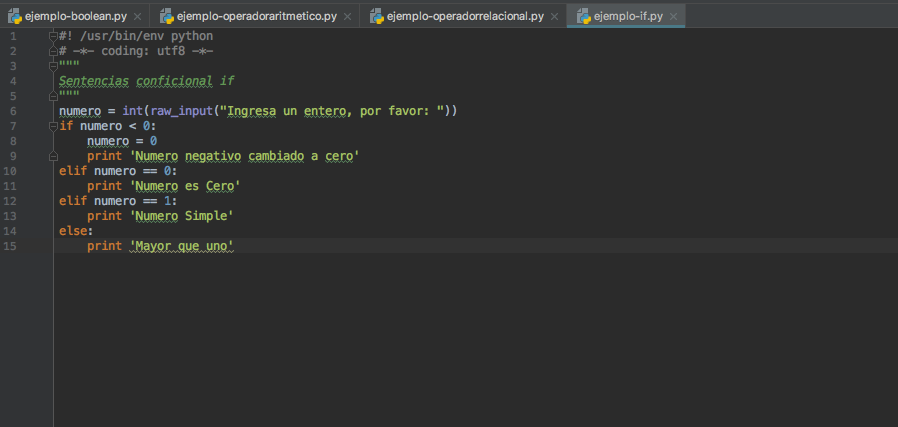 ejemplo-boolean.py ejemplo-operadoraritmetico.py ejemplo-operadorrelacional.py ejemplo-if.py
1 #! /usr/bin/env python
2 # -*- coding: utf8 -*-
3 """
4 Sentencias conficional if
5 """
6 numero = int(raw_input("Ingresa un entero, por favor: "))
7 if numero < 0:
8 numero = 0
9 print 'Numero negativo cambiado a cero'
10 elif numero == 0:
11 print 'Numero es Cero'
12 elif numero == 1:
13 print 'Numero Simple'
14 else:
15 print 'Mayor que uno'